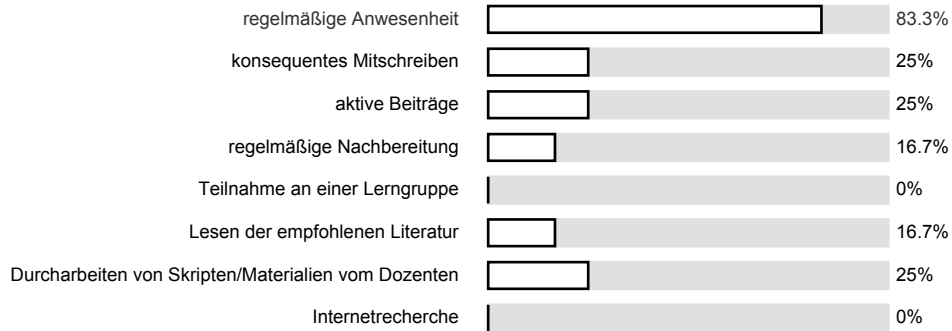 regelmäßige Anwesenheit 83.3%
konsequentes Mitschreiben 25%
aktive Beiträge 25%
regelmäßige Nachbereitung 16.7%
Teilnahme an einer Lerngruppe 0%
Lesen der empfohlenen Literatur 16.7%
Durcharbeiten von Skripten/Materialien vom Dozenten 25%
Internetrecherche 0%